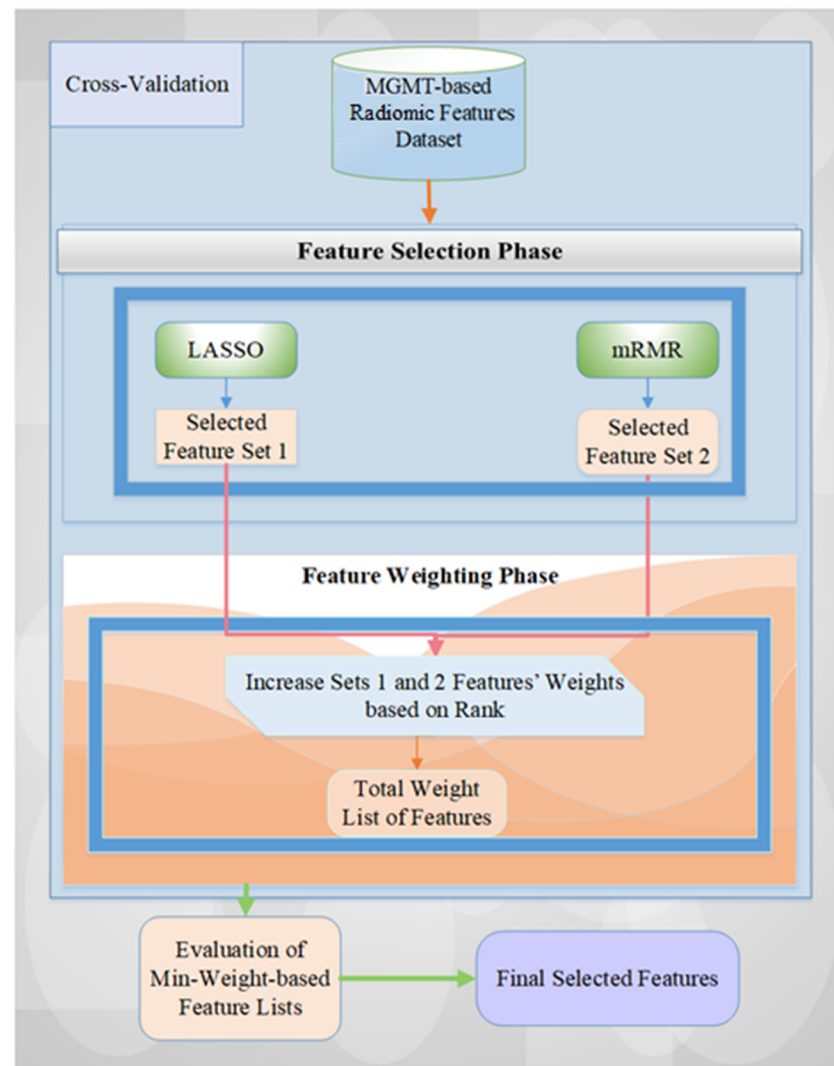 Cross-Validation
MGMT-based
Radiomic Features
Dataset
Feature Selection Phase
LASSO
mRMR
Selected
Feature Set 1
Selected
Feature Set 2
Feature Weighting Phase
Increase Sets 1 and 2 Features’ Weights
based on Rank
Total Weight
List of Features
Evaluation of
Min-Weight-based
Feature Lists
Final Selected Features